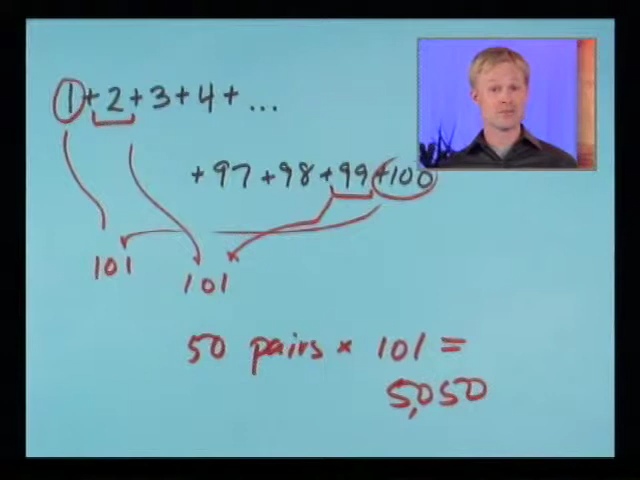 1 + 2 + 3 + 4 + ...
+ 97 + 98 + 99 + 100
101 101
50 pairs × 101 =
5,050